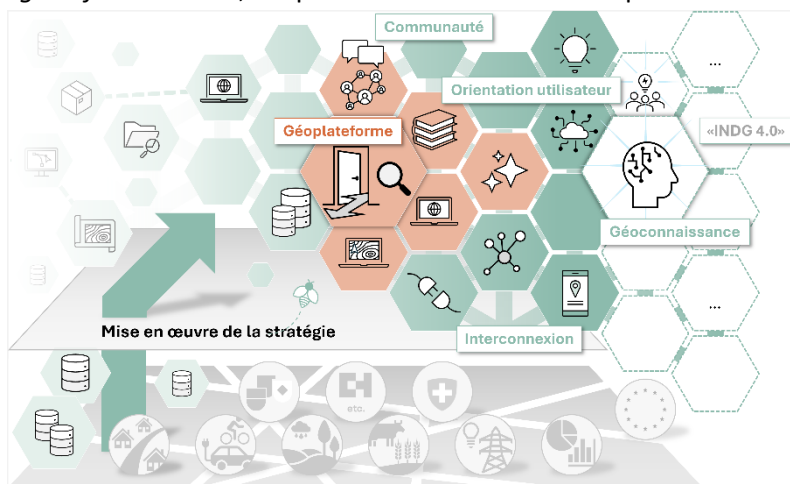 Communauté
Orientation utilisateur
...
Géoplateforme
«INDG 4.0»
Géoconnaissance
...
Mise en œuvre de la stratégie
Interconnexion
etc.